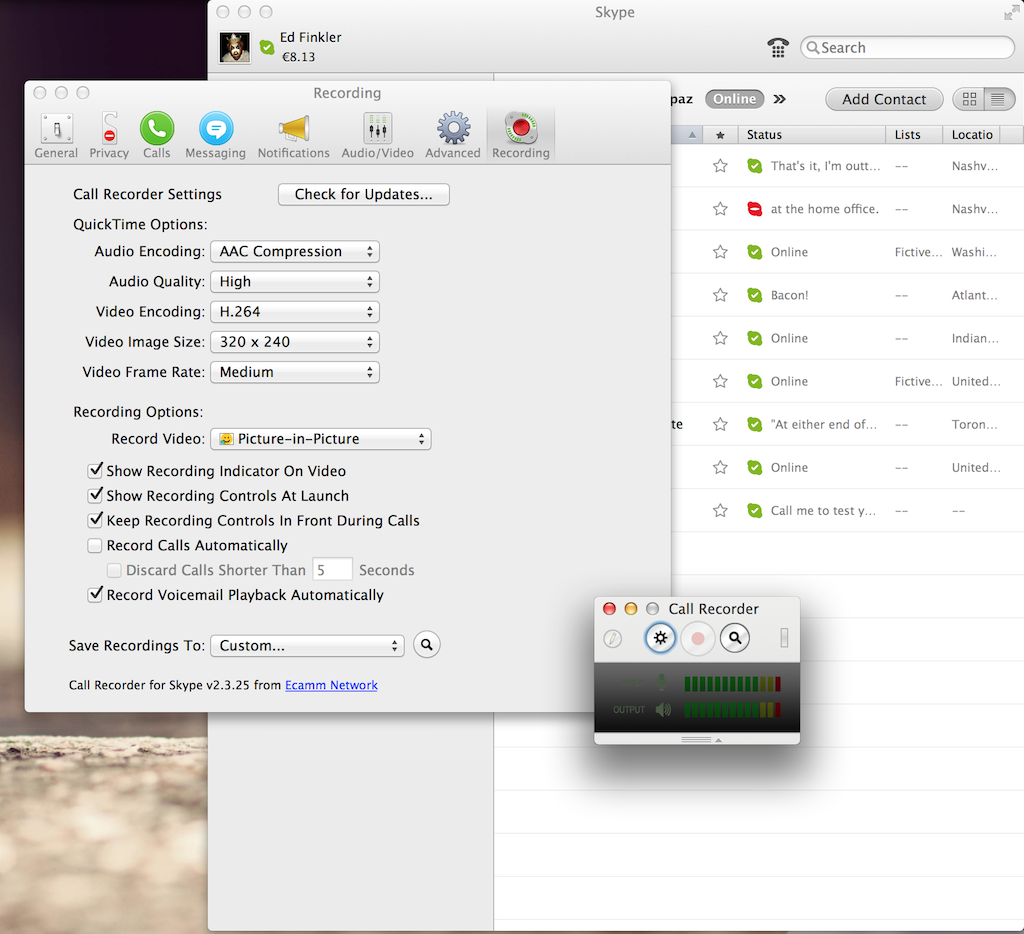 Skype
Ed Finkler
€8.13
Search
paz Online Add Contact
Status Lists Locatio
That's it, I'm outt... -- Nashv...
at the home office. -- Nashv...
Online Fictive... Washi...
Bacon! -- Atlant...
Online -- Indian...
Online Fictive... United...
te "At either end of... -- Toron...
Online -- United...
Call me to test y... -- --
Recording
General Privacy Calls Messaging Notifications Audio/Video Advanced Recording
Call Recorder Settings Check for Updates...
QuickTime Options:
Audio Encoding: AAC Compression
Audio Quality: High
Video Encoding: H.264
Video Image Size: 320 x 240
Video Frame Rate: Medium
Recording Options:
Record Video: Picture-in-Picture
Show Recording Indicator On Video
Show Recording Controls At Launch
Keep Recording Controls In Front During Calls
Record Calls Automatically
Discard Calls Shorter Than 5 Seconds
Record Voicemail Playback Automatically
Save Recordings To: Custom...
Call Recorder for Skype v2.3.25 from Ecamm Network
Call Recorder
OUTPUT